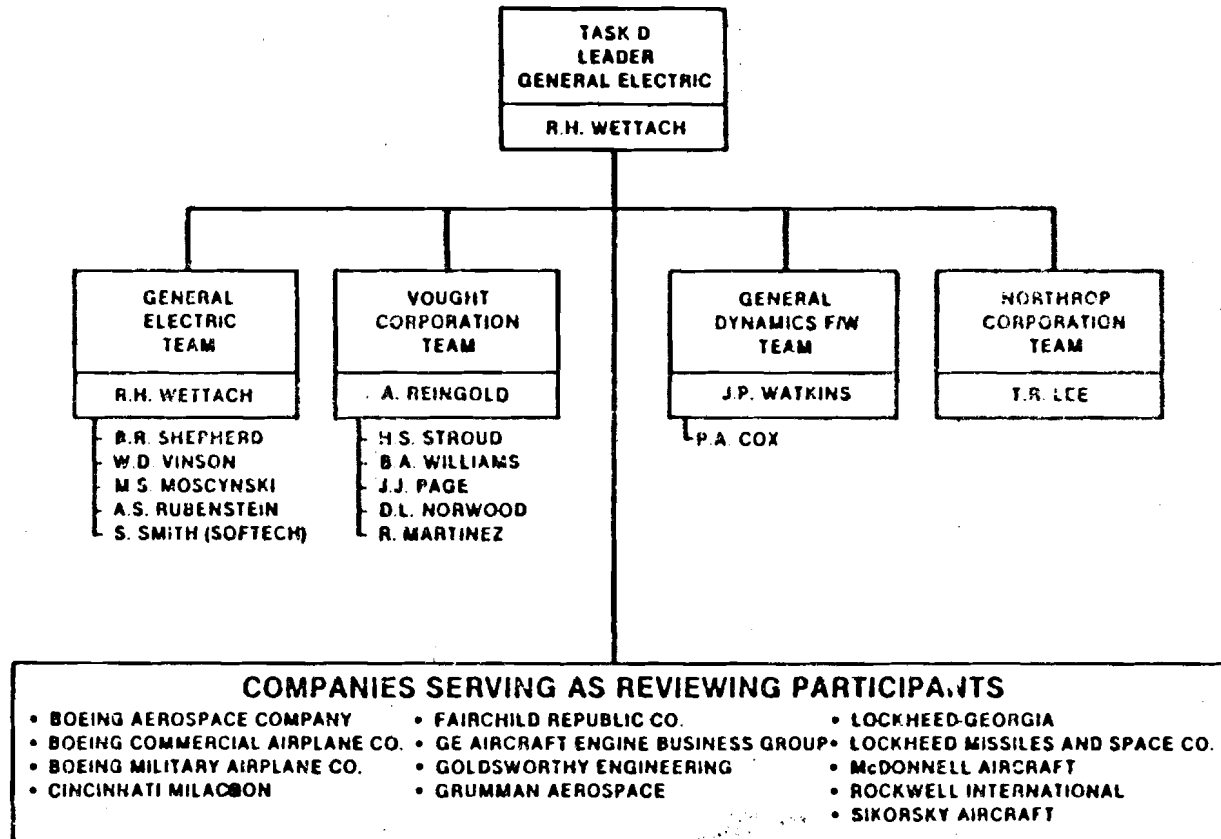 TASK D
LEADER
GENERAL ELECTRIC
R.H. WETTACH
GENERAL
ELECTRIC
TEAM
R.H. WETTACH
B.R. SHEPHERD
W.D. VINSON
M.S. MOSCYNSKI
A.S. RUBENSTEIN
S. SMITH (SOFTECH)
VOUGHT
CORPORATION
TEAM
A. REINGOLD
H.S. STROUD
B.A. WILLIAMS
J.J. PAGE
D.L. NORWOOD
R. MARTINEZ
GENERAL
DYNAMICS F/W
TEAM
J.P. WATKINS
P.A. COX
NORTHROP
CORPORATION
TEAM
T.R. LEE
COMPANIES SERVING AS REVIEWING PARTICIPANTS
• BOEING AEROSPACE COMPANY
• BOEING COMMERCIAL AIRPLANE CO.
• BOEING MILITARY AIRPLANE CO.
• CINCINNATI MILACRON
• FAIRCHILD REPUBLIC CO.
• GE AIRCRAFT ENGINE BUSINESS GROUP
• GOLDSWORTHY ENGINEERING
• GRUMMAN AEROSPACE
• LOCKHEED-GEORGIA
• LOCKHEED MISSILES AND SPACE CO.
• McDONNELL AIRCRAFT
• ROCKWELL INTERNATIONAL
• SIKORSKY AIRCRAFT